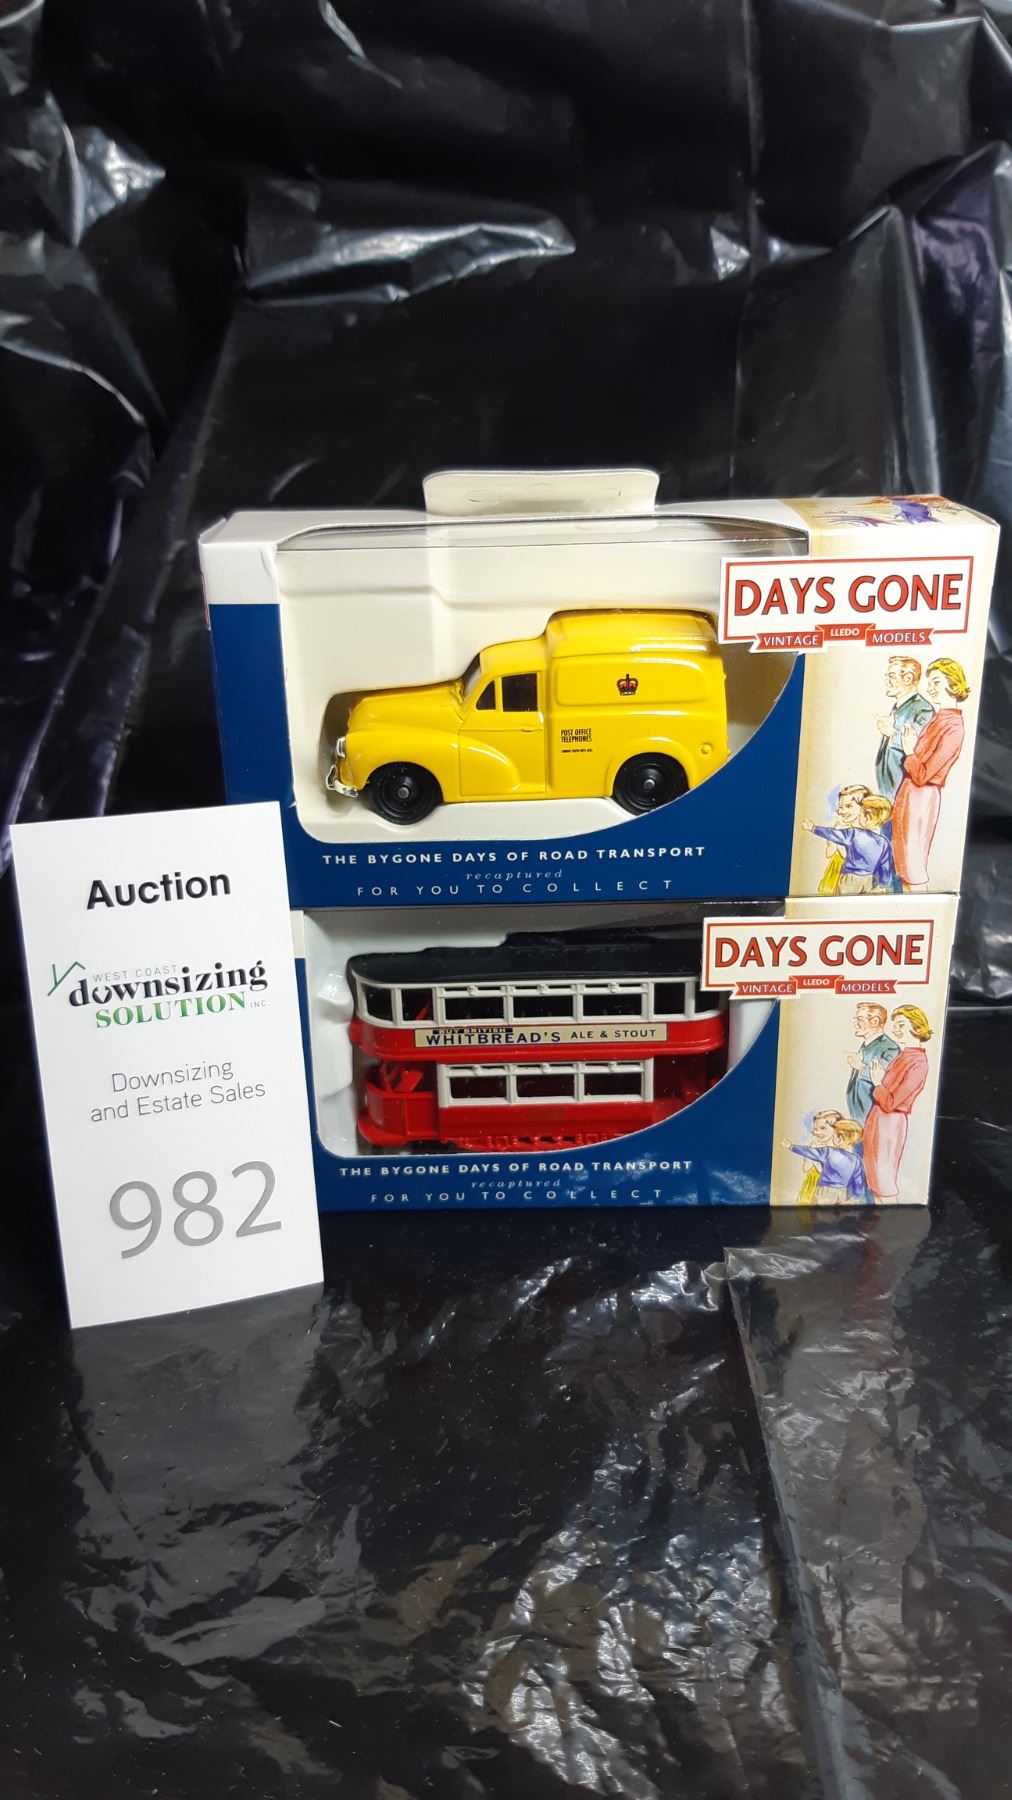 DAYS GONE
VINTAGE LLEDO MODELS
POST OFFICE
TELEPHONES
THE BYGONE DAYS OF ROAD TRANSPORT
recaptured
FOR YOU TO COLLECT
Auction
WEST COAST
downsizing
SOLUTION INC.
Downsizing
and Estate Sales
982
DAYS GONE
VINTAGE LLEDO MODELS
BUY BRITISH
WHITBREAD'S ALE & STOUT
THE BYGONE DAYS OF ROAD TRANSPORT
recaptured
FOR YOU TO COLLECT